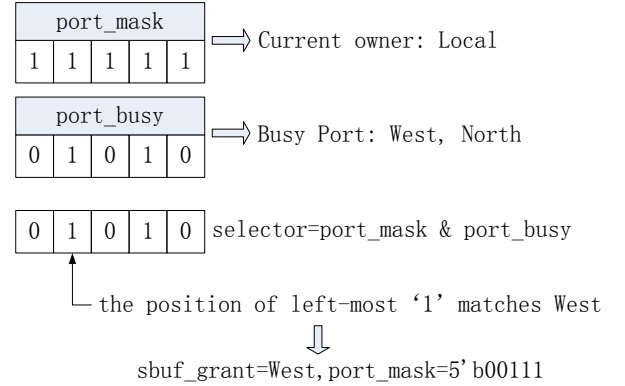 port_mask
1 1 1 1 1
Current owner: Local
port_busy
0 1 0 1 0
Busy Port: West, North
0 1 0 1 0 selector=port_mask & port_busy
the position of left-most ‘1’ matches West
sbuf_grant=West,port_mask=5’b00111